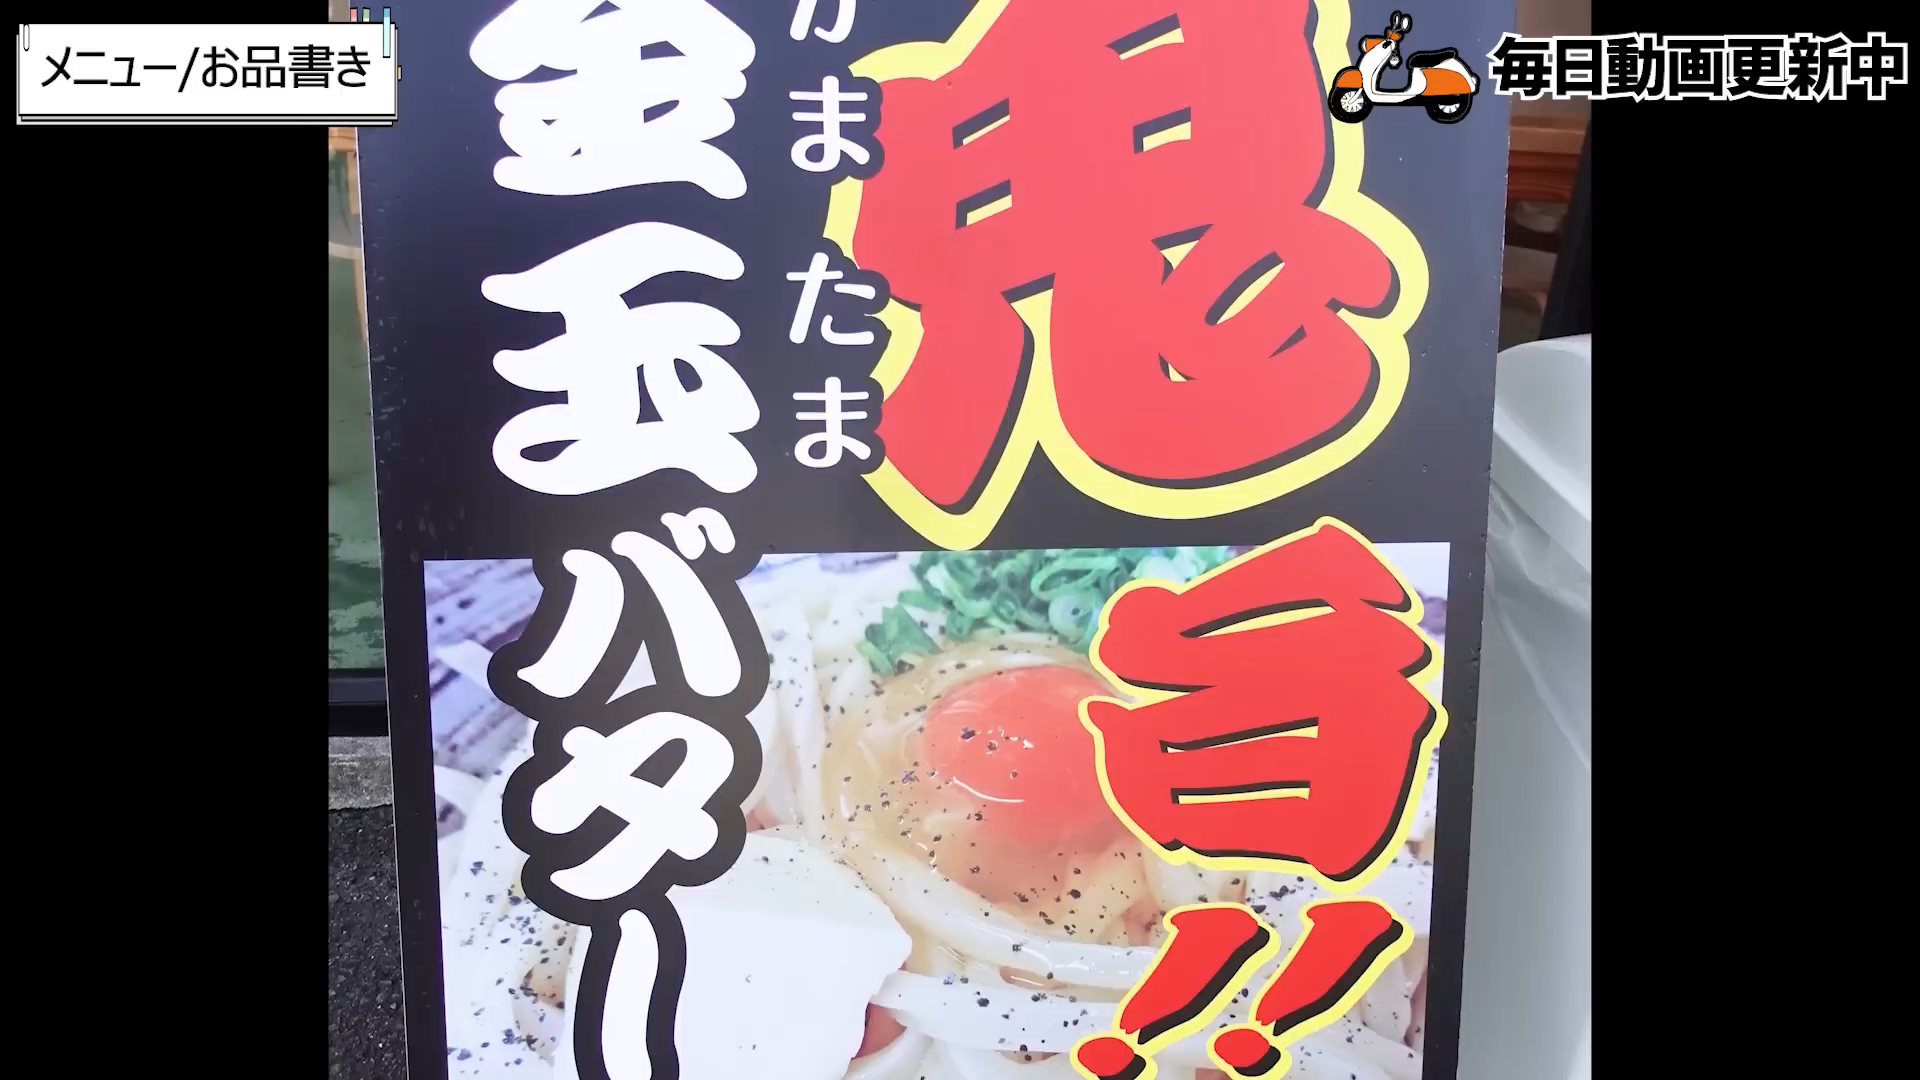 メニュー/お品書き
毎日動画更新中
鬼旨!!
かまたま
釜玉バター